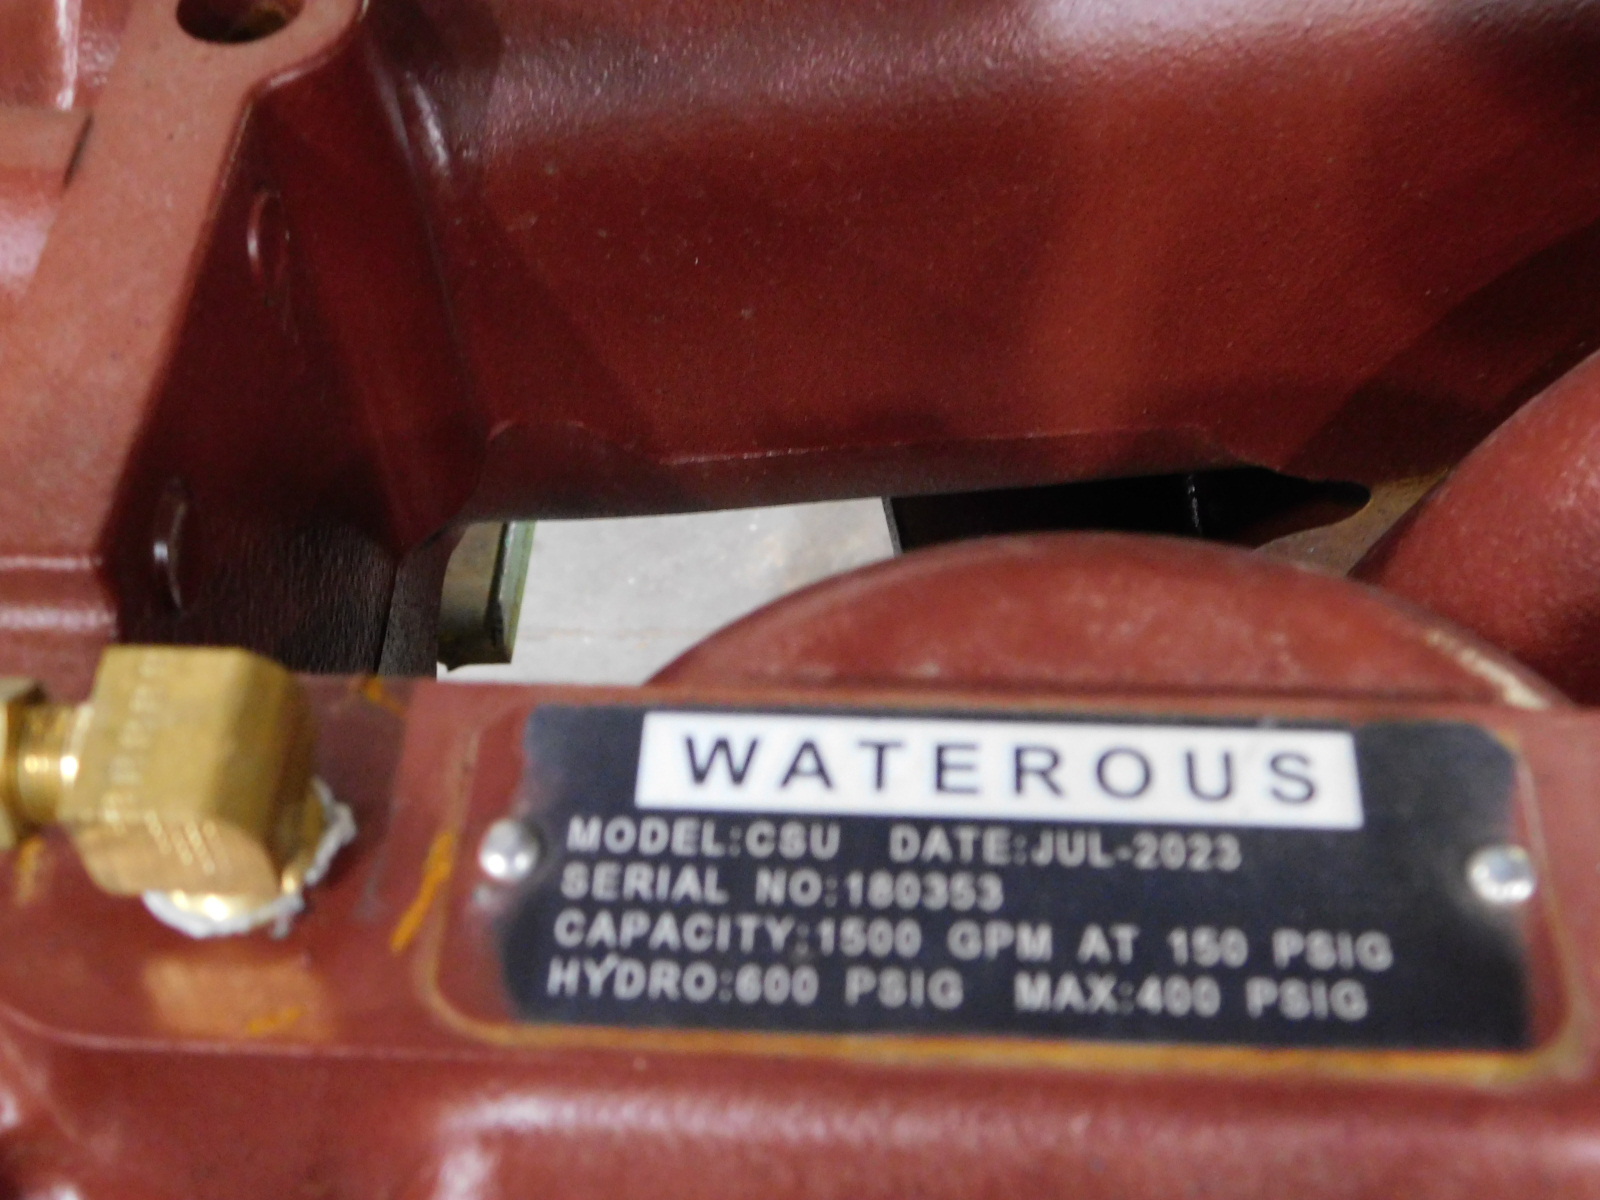 WATEROUS
MODEL:CSU DATE:JUL-2023
SERIAL NO:180353
CAPACITY:1500 GPM AT 150 PSIG
HYDRO:600 PSIG MAX:400 PSIG